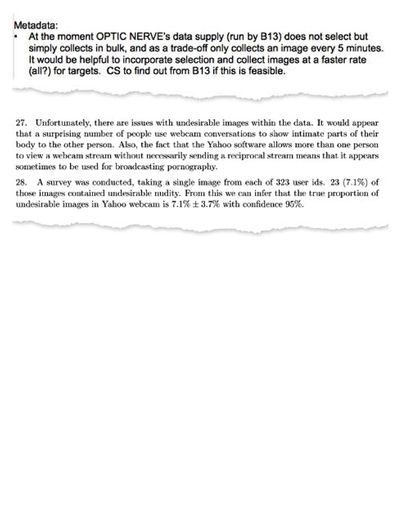 Metadata:
• At the moment OPTIC NERVE's data supply (run by B13) does not select but
simply collects in bulk, and as a trade-off only collects an image every 5 minutes.
It would be helpful to incorporate selection and collect images at a faster rate
(all?) for targets. CS to find out from B13 if this is feasible.
27. Unfortunately, there are issues with undesirable images within the data. It would appear
that a surprising number of people use webcam conversations to show intimate parts of their
body to the other person. Also, the fact that the Yahoo software allows more than one person
to view a webcam stream without necessarily sending a reciprocal stream means that it appears
sometimes to be used for broadcasting pornography.
28. A survey was conducted, taking a single image from each of 323 user ids. 23 (7.1%) of
those images contained undesirable nudity. From this we can infer that the true proportion of
undesirable images in Yahoo webcam is 7.1% ± 3.7% with confidence 95%.